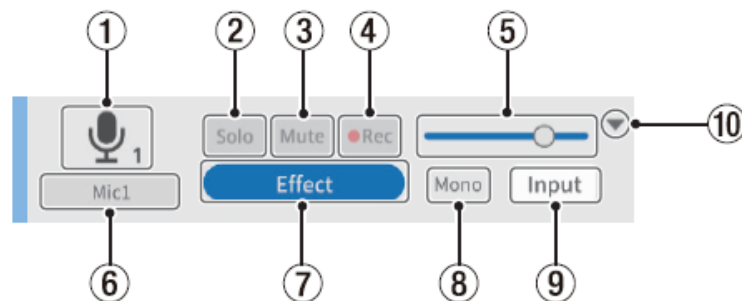 ① ② ③ ④ ⑤
1 Solo Mute Rec ⑩
Mic1 Effect Mono Input
⑥ ⑦ ⑧ ⑨